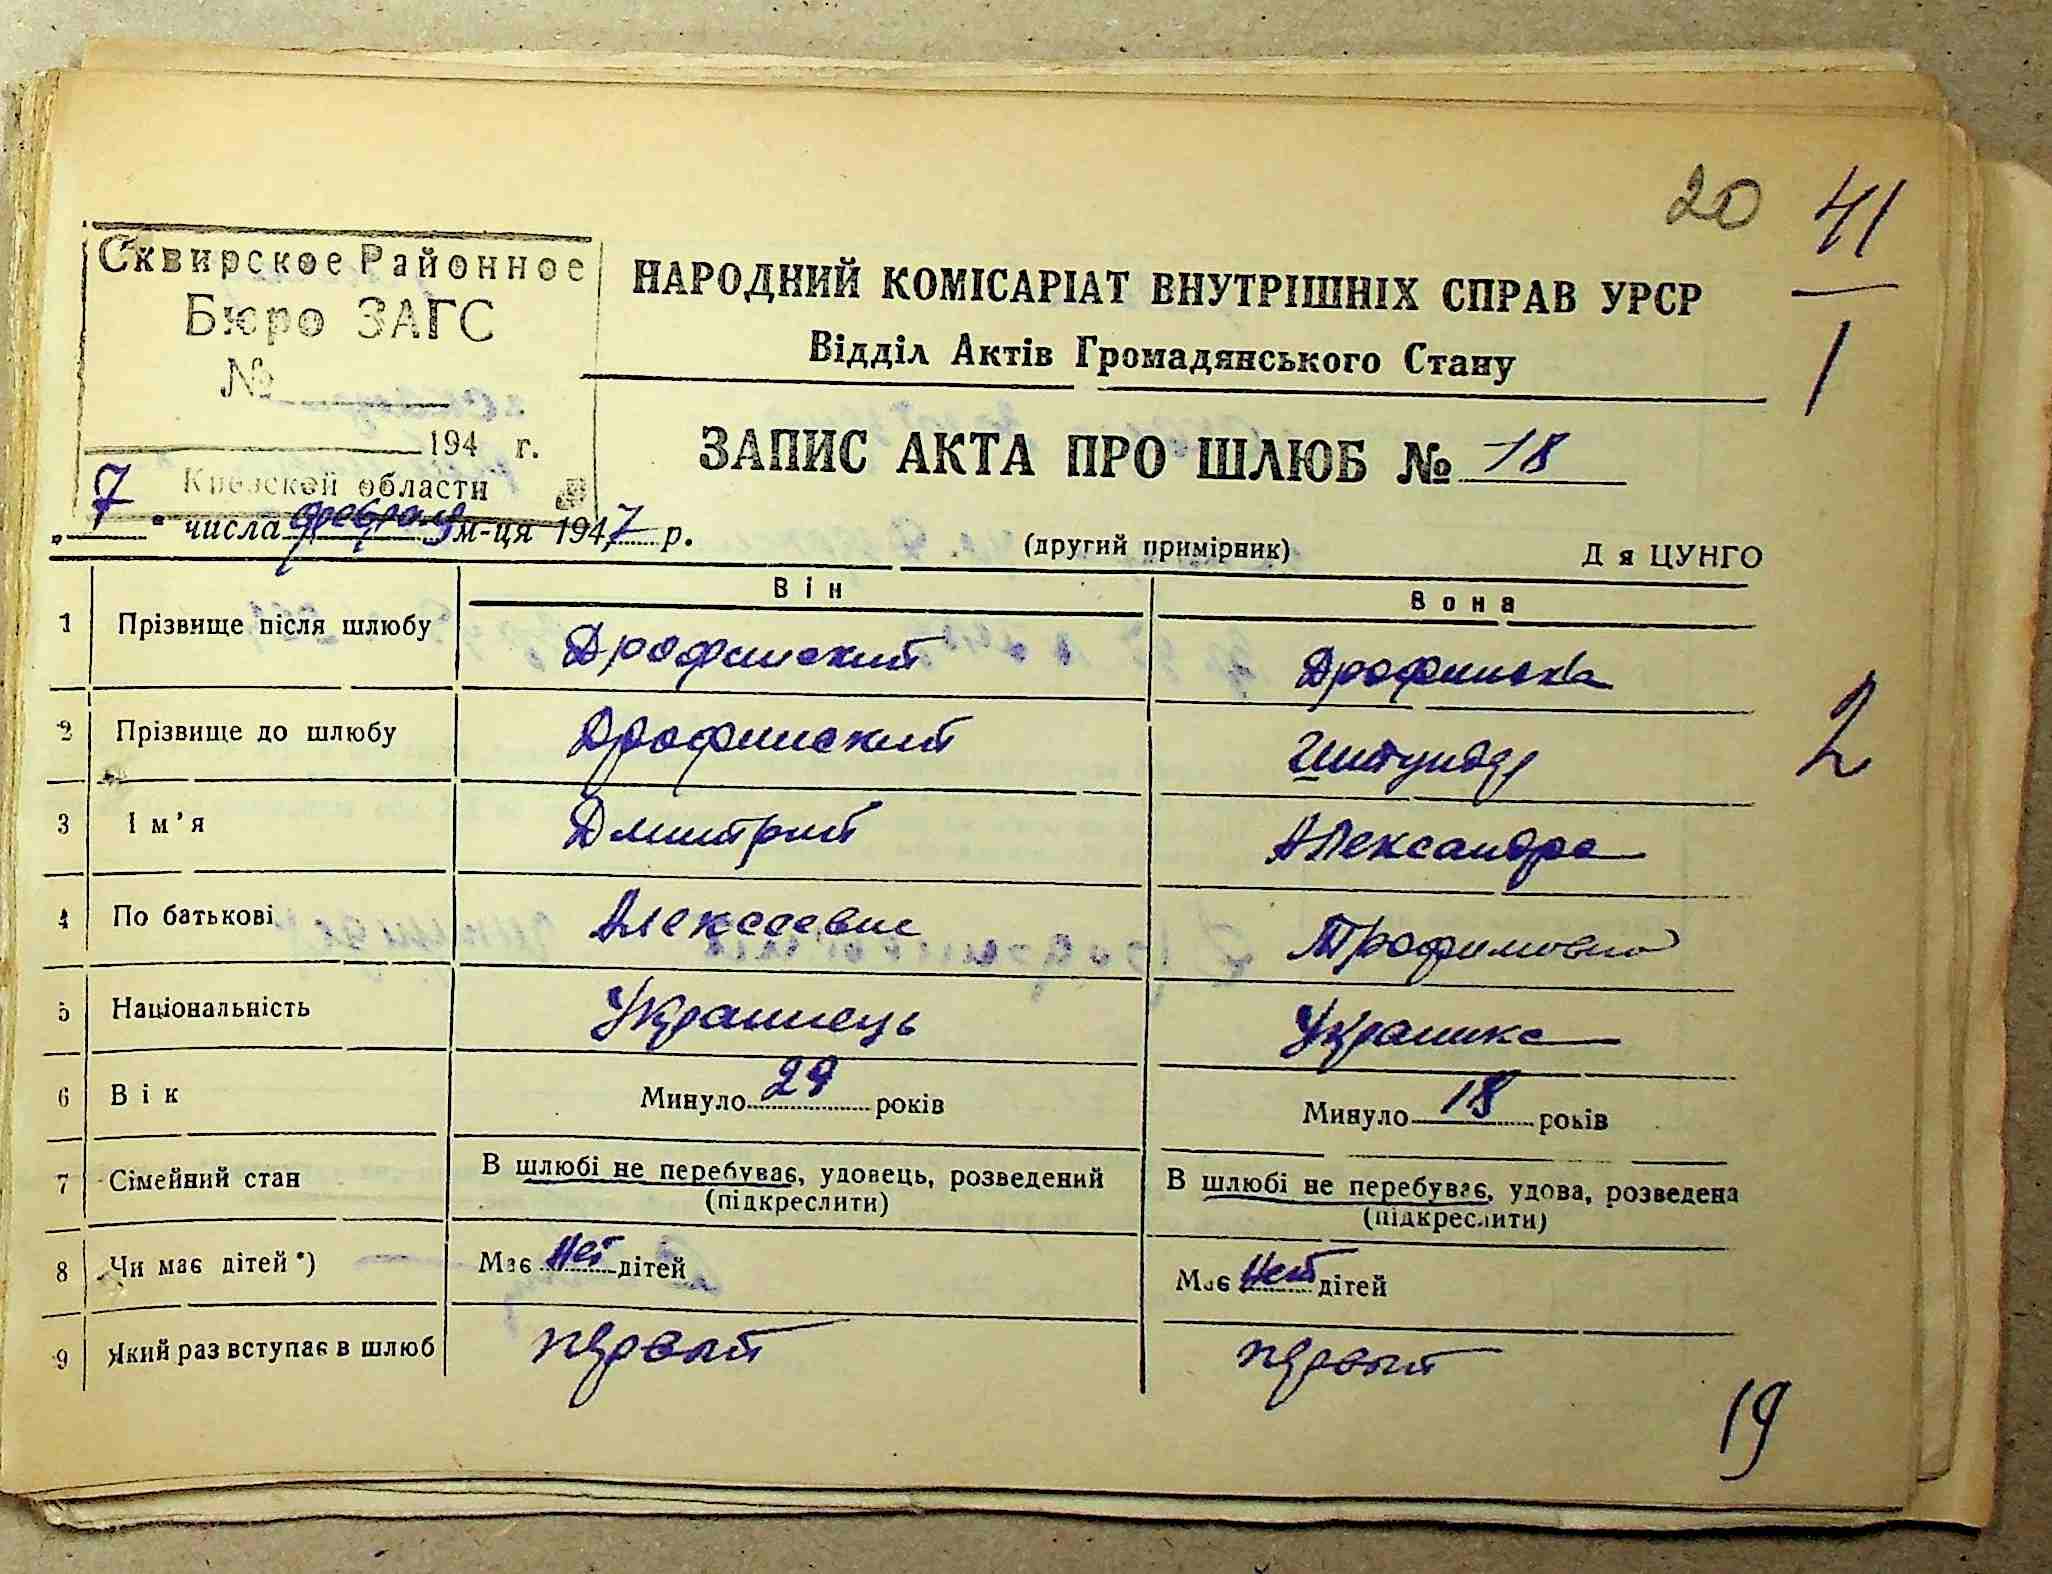 20 41
1
Сквирское Районное
Бюро ЗАГС
№
194 г.
Киевской области
НАРОДНИЙ КОМІСАРІАТ ВНУТРІШНІХ СПРАВ УРСР
Відділ Актів Громадянського Стану
ЗАПИС АКТА ПРО ШЛЮБ № 18
„7“ числа февраля м-ця 1947 р.
(другий примірник) Д я ЦУНГО
Він Вона
1 Прізвище після шлюбу Дрофинский Дрофинска
2 Прізвище до шлюбу Дрофинский
2
3 Ім’я Дмитрий Александра
4 По батькові Алексеевич Трофимовна
5 Національність Украинець Украинка
6 Вік Минуло 29 років Минуло 18 років
7 Сімейний стан В шлюбі не перебуває, удовець, розведений В шлюбі не перебуває, удова, розведена
(підкреслити) (підкреслити)
8 Чи має дітей *) Має нет дітей Має нет дітей
9 Який раз вступає в шлюб первый первый
19